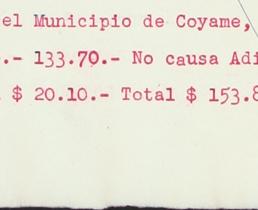 el Municipio de Coyame,
.- 133.70.- No causa Adi
$ 20.10.- Total $ 153.8